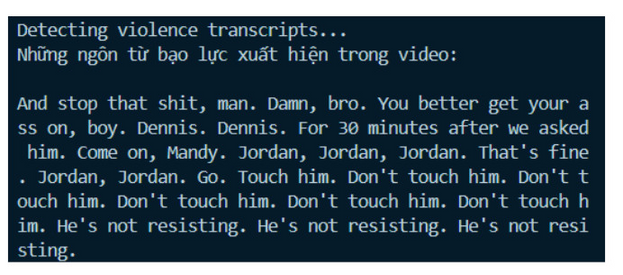 Detecting violence transcripts...
Những ngôn từ bạo lực xuất hiện trong video:
And stop that shit, man. Damn, bro. You better get your a
ss on, boy. Dennis. Dennis. For 30 minutes after we asked
 him. Come on, Mandy. Jordan, Jordan, Jordan. That's fine
. Jordan, Jordan. Go. Touch him. Don't touch him. Don't t
ouch him. Don't touch him. Don't touch him. Don't touch h
im. He's not resisting. He's not resisting. He's not resi
sting.